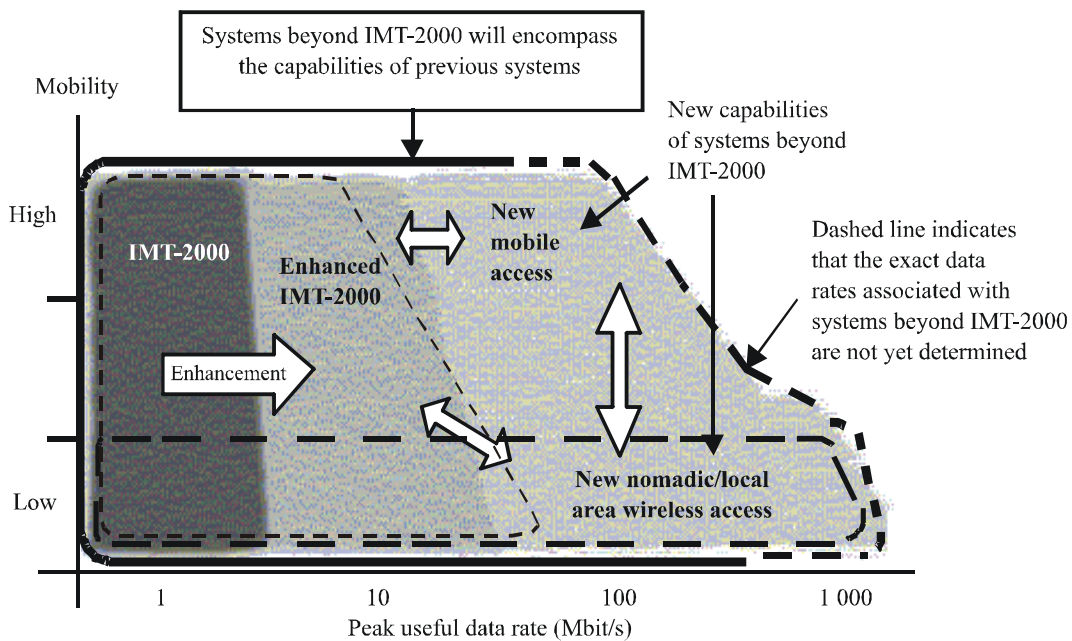 Systems beyond IMT-2000 will encompass
the capabilities of previous systems
Mobility
New capabilities
of systems beyond
IMT-2000
High
New
mobile
access
Dashed line indicates
that the exact data
rates associated with
systems beyond IMT-2000
are not yet determined
IMT-2000
Enhanced
IMT-2000
Enhancement
Low
New nomadic/local
area wireless access
1
10
100
1 000
Peak useful data rate (Mbit/s)